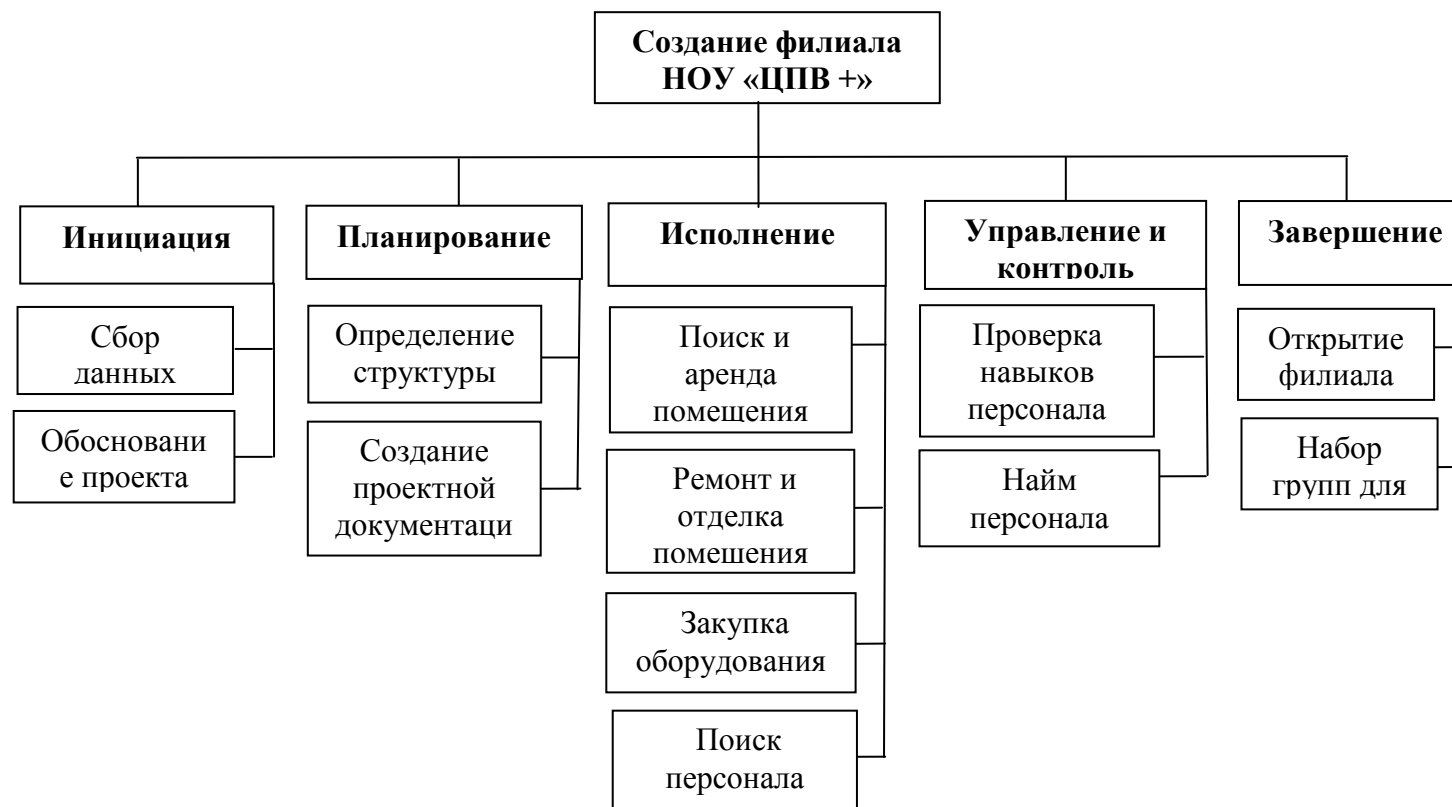 Создание филиала
НОУ «ЦПВ +»
Инициация
Планирование
Исполнение
Управление и
контроль
Завершение
Сбор
данных
Обосновани
е проекта
Определение
структуры
Создание
проектной
документаци
Поиск и
аренда
помещения
Ремонт и
отделка
помещения
Закупка
оборудования
Поиск
персонала
Проверка
навыков
персонала
Найм
персонала
Открытие
филиала
Набор
групп для